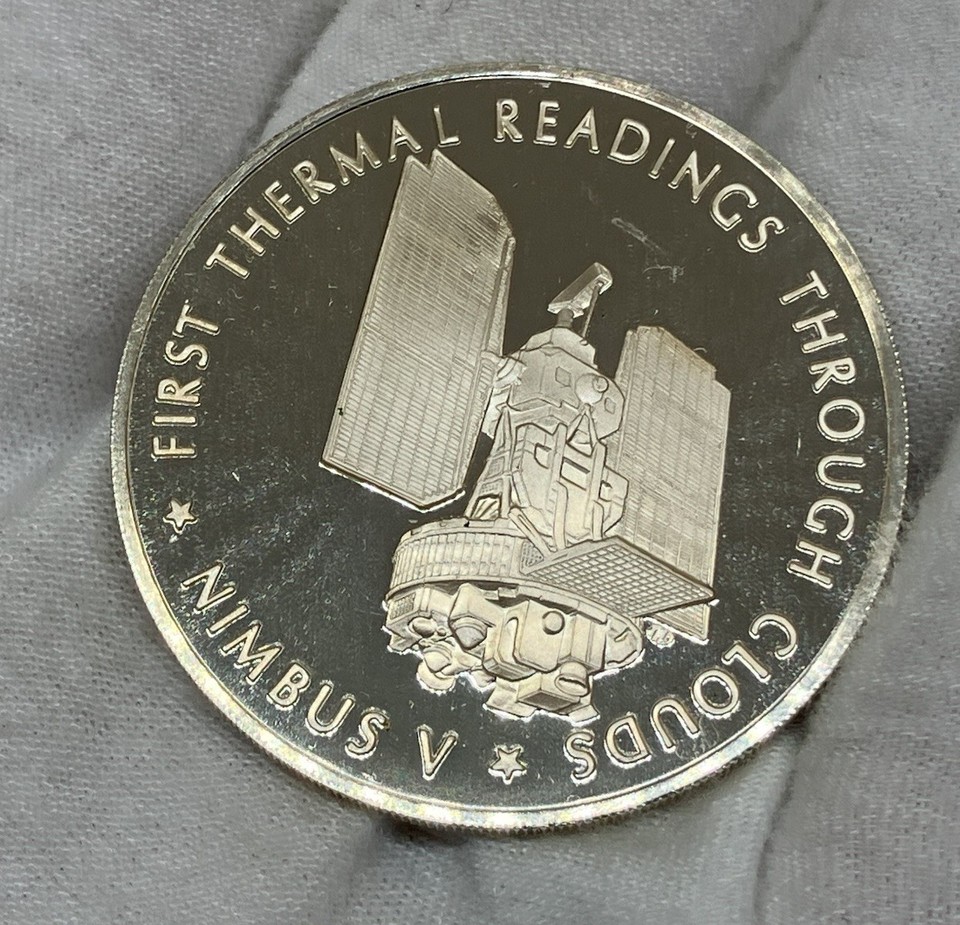 FIRST THERMAL READINGS THROUGH CLOUDS
NIMBUS V